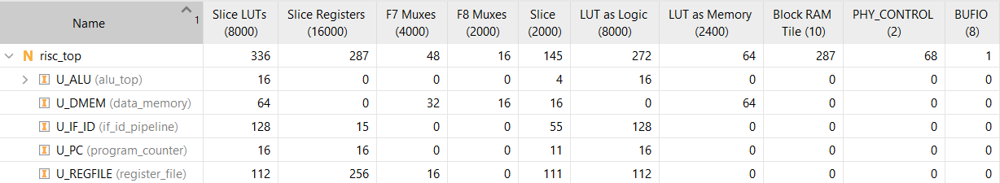 Name 1 Slice LUTs (8000) Slice Registers (16000) F7 Muxes (4000) F8 Muxes (2000) Slice (2000) LUT as Logic (8000) LUT as Memory (2400) Block RAM Tile (10) PHY_CONTROL (2) BUFIO (8)
N risc_top 336 287 48 16 145 272 64 287 68 1
I U_ALU (alu_top) 16 0 0 0 4 16 0 0 0 0
I U_DMEM (data_memory) 64 0 32 16 16 0 64 0 0 0
I U_IF_ID (if_id_pipeline) 128 15 0 0 55 128 0 0 0 0
I U_PC (program_counter) 16 16 0 0 11 16 0 0 0 0
I U_REGFILE (register_file) 112 256 16 0 111 112 0 0 0 0